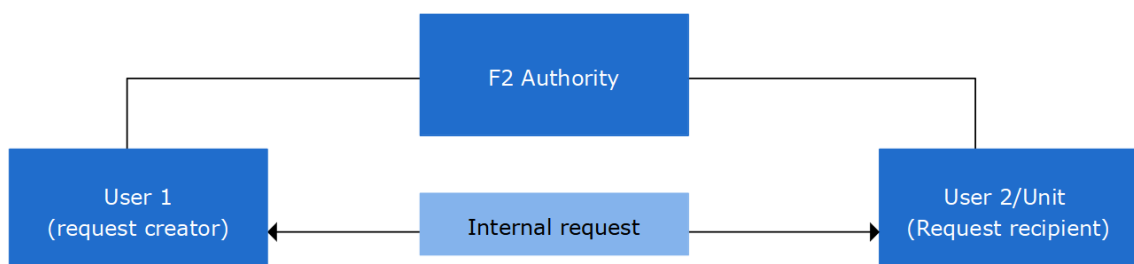 F2 Authority
User 1
(request creator)
Internal request
User 2/Unit
(Request recipient)